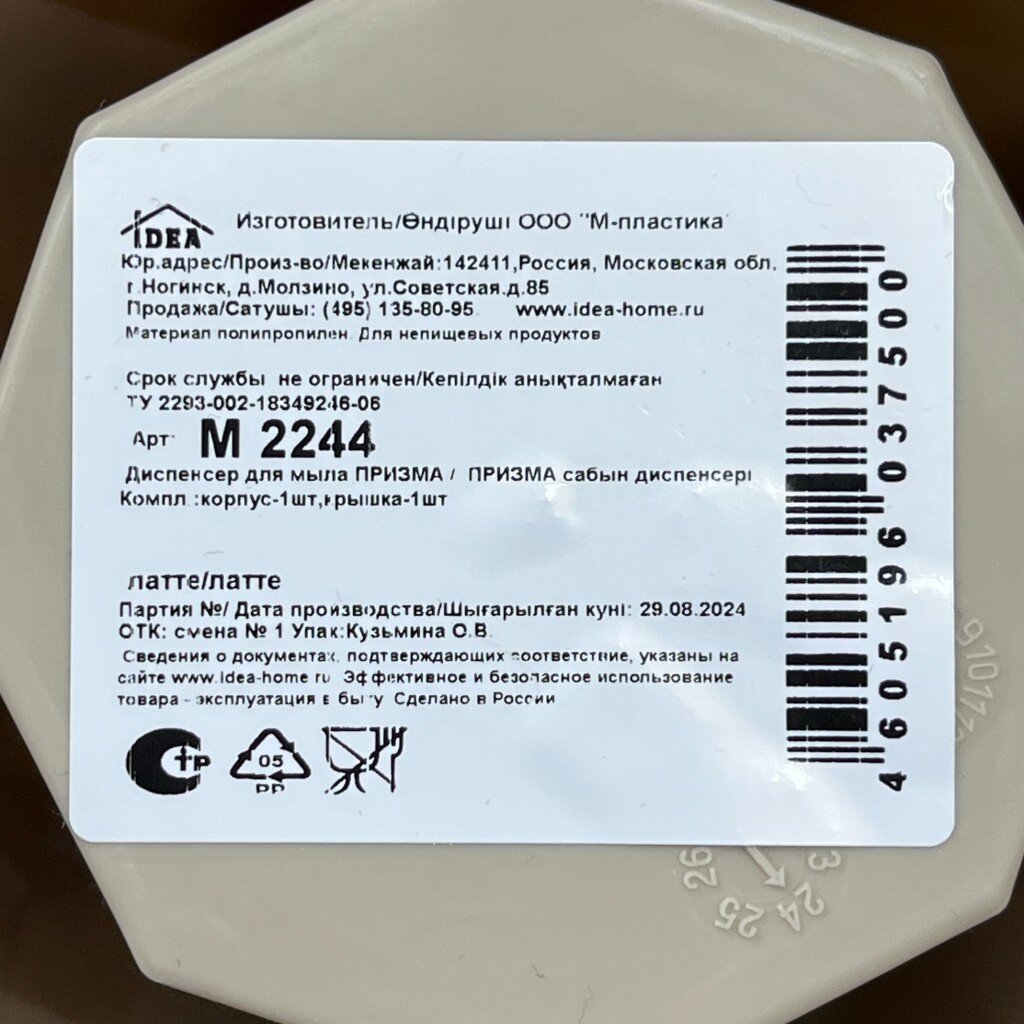 IDEA
Изготовитель/Өндіруші ООО "М-пластика"
Юр.адрес/Произ-во/Мекенжай:142411,Россия, Московская обл.
г.Ногинск, д.Молзино, ул.Советская.д.85
Продажа/Сатушы: (495) 135-80-95 www.idea-home.ru
Материал полипропилен. Для непищевых продуктов
Срок службы не ограничен/Кепілдік анықталмаған
ТУ 2293-002-18349246-06
Арт М 2244
Диспенсер для мыла ПРИЗМА / ПРИЗМА сабын диспенсері
Компл.:корпус-1шт,крышка-1шт
латте/латте
Партия №/ Дата производства/Шығарылған күні: 29.08.2024
ОТК: смена № 1 Упак:Кузьмина О.В.
Сведения о документах, подтверждающих соответствие, указаны на
сайте www.idea-home ru Эффективное и безопасное использование
товара - эксплуатация в быту Сделано в России
СТР
05
PP
4 605196 037500
26 25 24